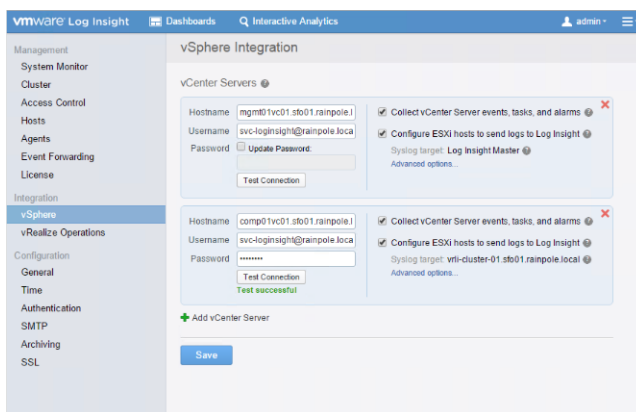 vmware Log Insight
Dashboards
Interactive Analytics
admin
Management
System Monitor
Cluster
Access Control
Hosts
Agents
Event Forwarding
License
Integration
vSphere
vRealize Operations
Configuration
General
Time
Authentication
SMTP
Archiving
SSL
vSphere Integration
vCenter Servers
Hostname mgmt01vc01.sfo01.rainpole.l
Username svc-loginsight@rainpole.loca
Password Update Password:
Test Connection
Collect vCenter Server events, tasks, and alarms
Configure ESXi hosts to send logs to Log Insight
Syslog target: Log Insight Master
Advanced options...
Hostname comp01vc01.sfo01.rainpole.l
Username svc-loginsight@rainpole.loca
Password ********
Test Connection
Test successful
Collect vCenter Server events, tasks, and alarms
Configure ESXi hosts to send logs to Log Insight
Syslog target: vrli-cluster-01.sfo01.rainpole.local
Advanced options...
Add vCenter Server
Save